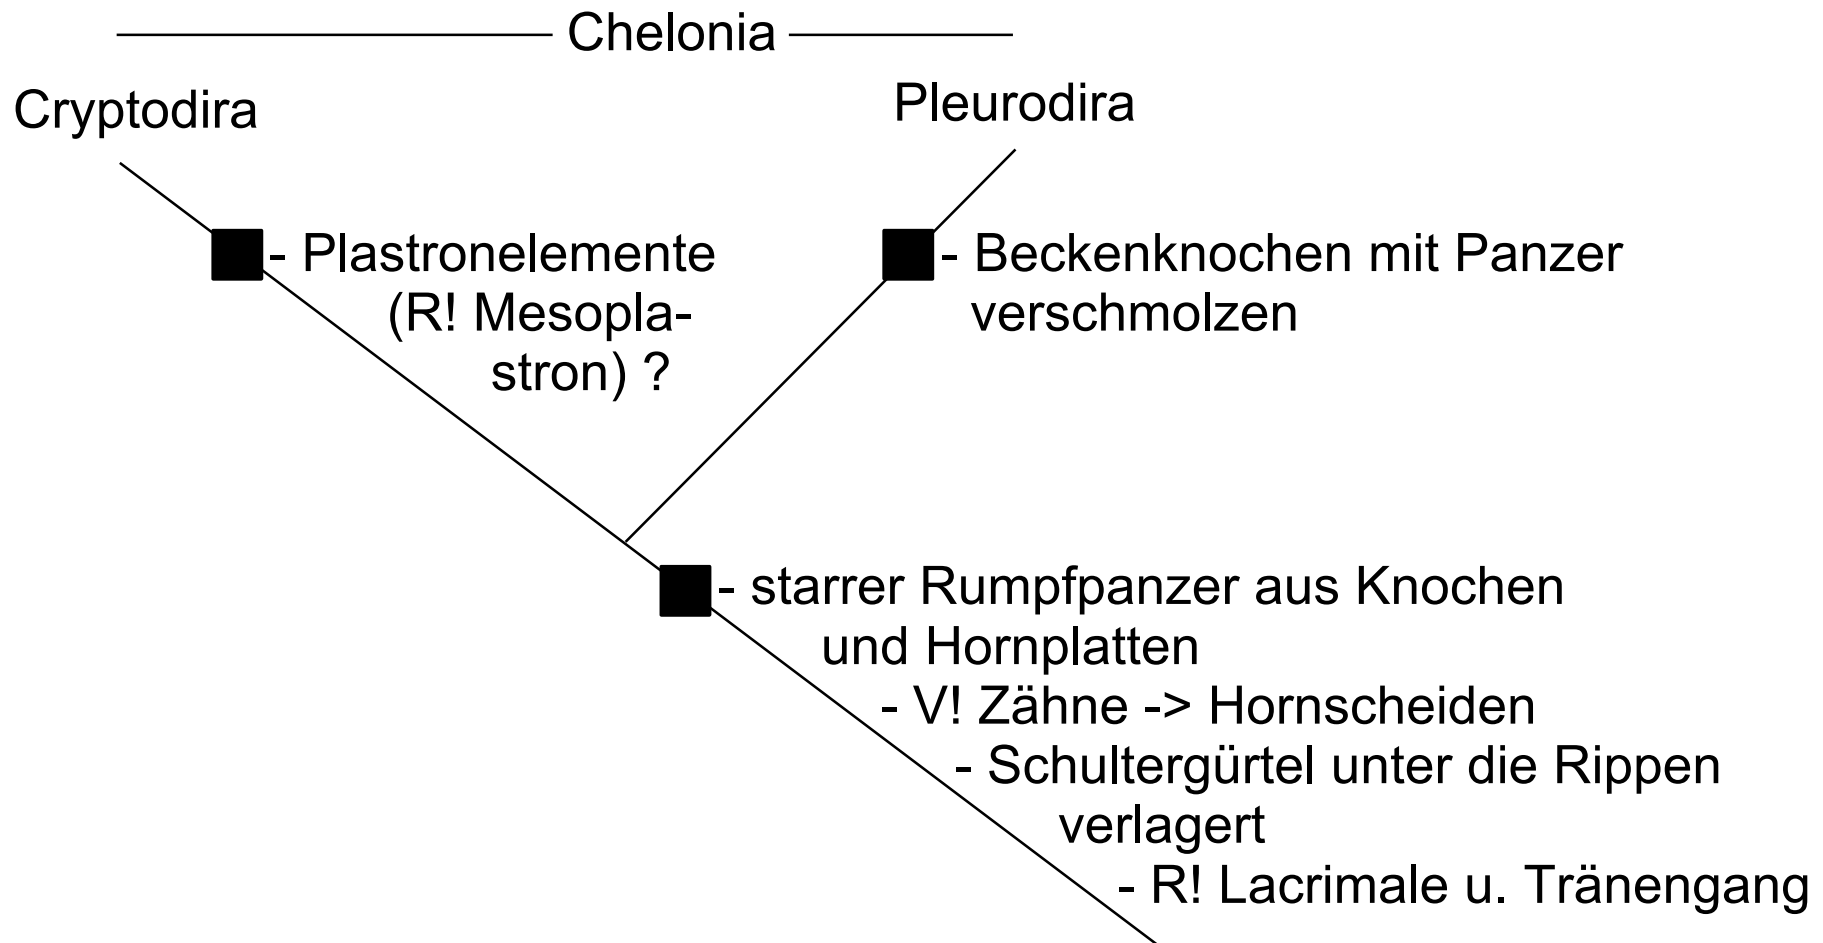 Chelonia
Cryptodira
Pleurodira
- Plastronelemente
(R! Mesopla-
stron) ?
- Beckenknochen mit Panzer
verschmolzen
- starrer Rumpfpanzer aus Knochen
und Hornplatten
- V! Zähne -> Hornscheiden
- Schultergürtel unter die Rippen
verlagert
- R! Lacrimale u. Tränengang